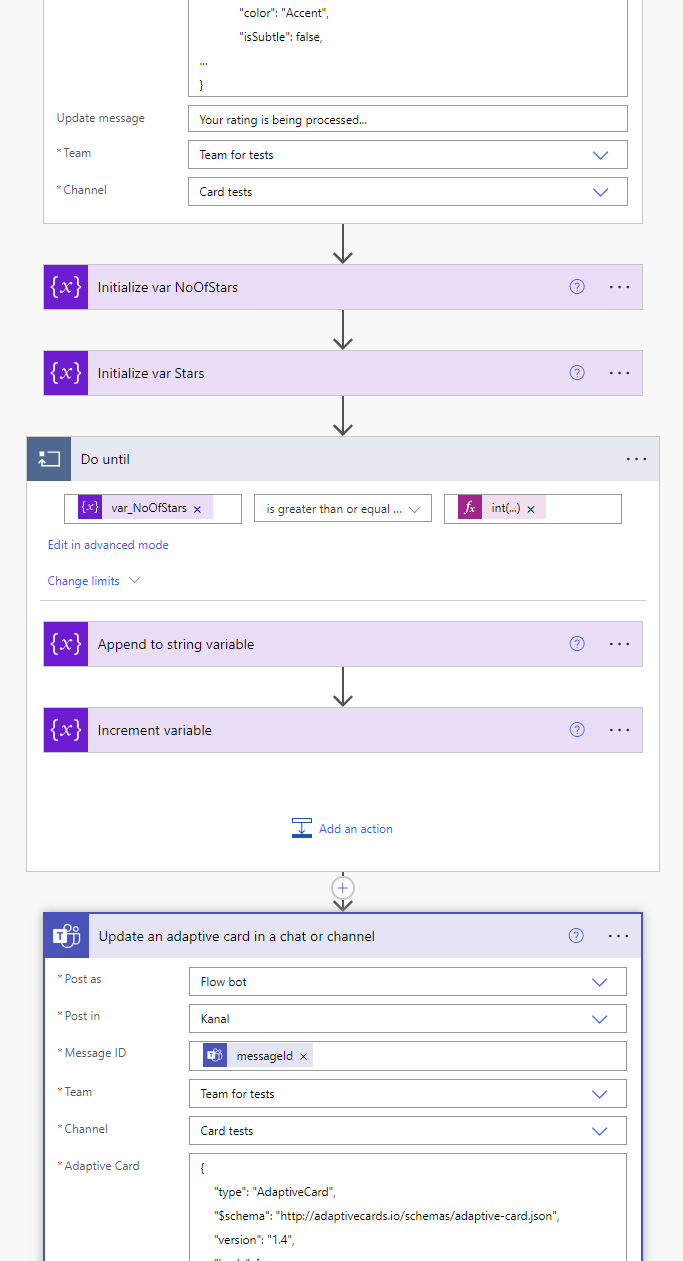 "color": "Accent",
"isSubtle": false,
...
}
Update message
Your rating is being processed...
* Team
Team for tests
* Channel
Card tests
{x} Initialize var NoOfStars ? ...
{x} Initialize var Stars ? ...
Do until ...
{x} var_NoOfStars × is greater than or equal ... fx int(...) ×
Edit in advanced mode
Change limits
{x} Append to string variable ? ...
{x} Increment variable ? ...
Add an action
T Update an adaptive card in a chat or channel ? ...
* Post as
Flow bot
* Post in
Kanal
* Message ID
messageId ×
* Team
Team for tests
* Channel
Card tests
* Adaptive Card
{
"type": "AdaptiveCard",
"$schema": "http://adaptivecards.io/schemas/adaptive-card.json",
"version": "1.4",